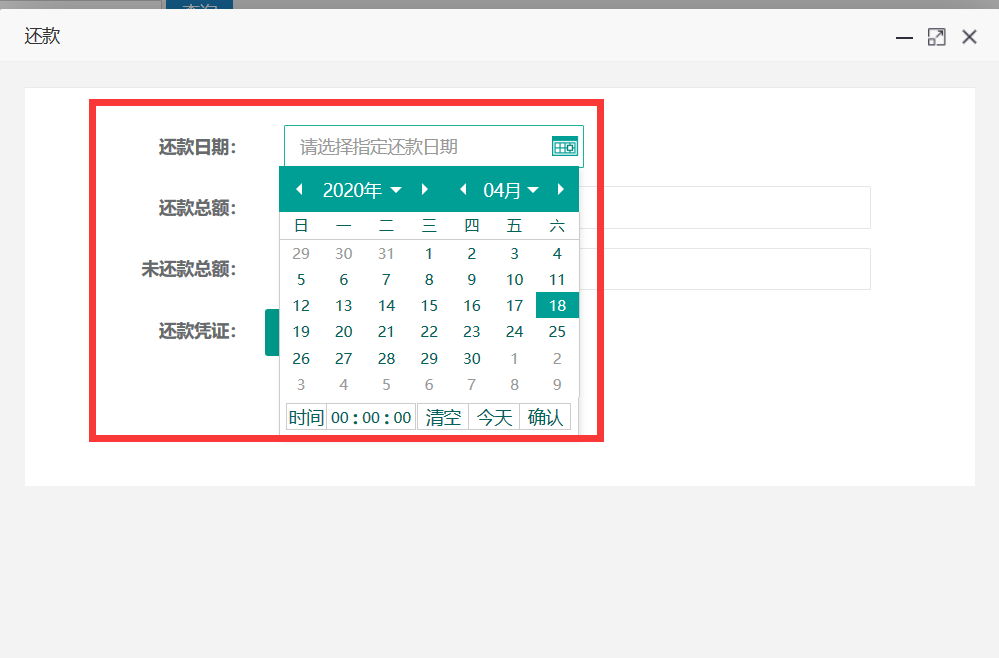 查询
还款
还款日期：
请选择指定还款日期
2020年 04月
还款总额：
日 一 二 三 四 五 六
29 30 31 1 2 3 4
未还款总额：
5 6 7 8 9 10 11
12 13 14 15 16 17 18
还款凭证：
19 20 21 22 23 24 25
26 27 28 29 30 1 2
3 4 5 6 7 8 9
时间 00:00:00 清空 今天 确认